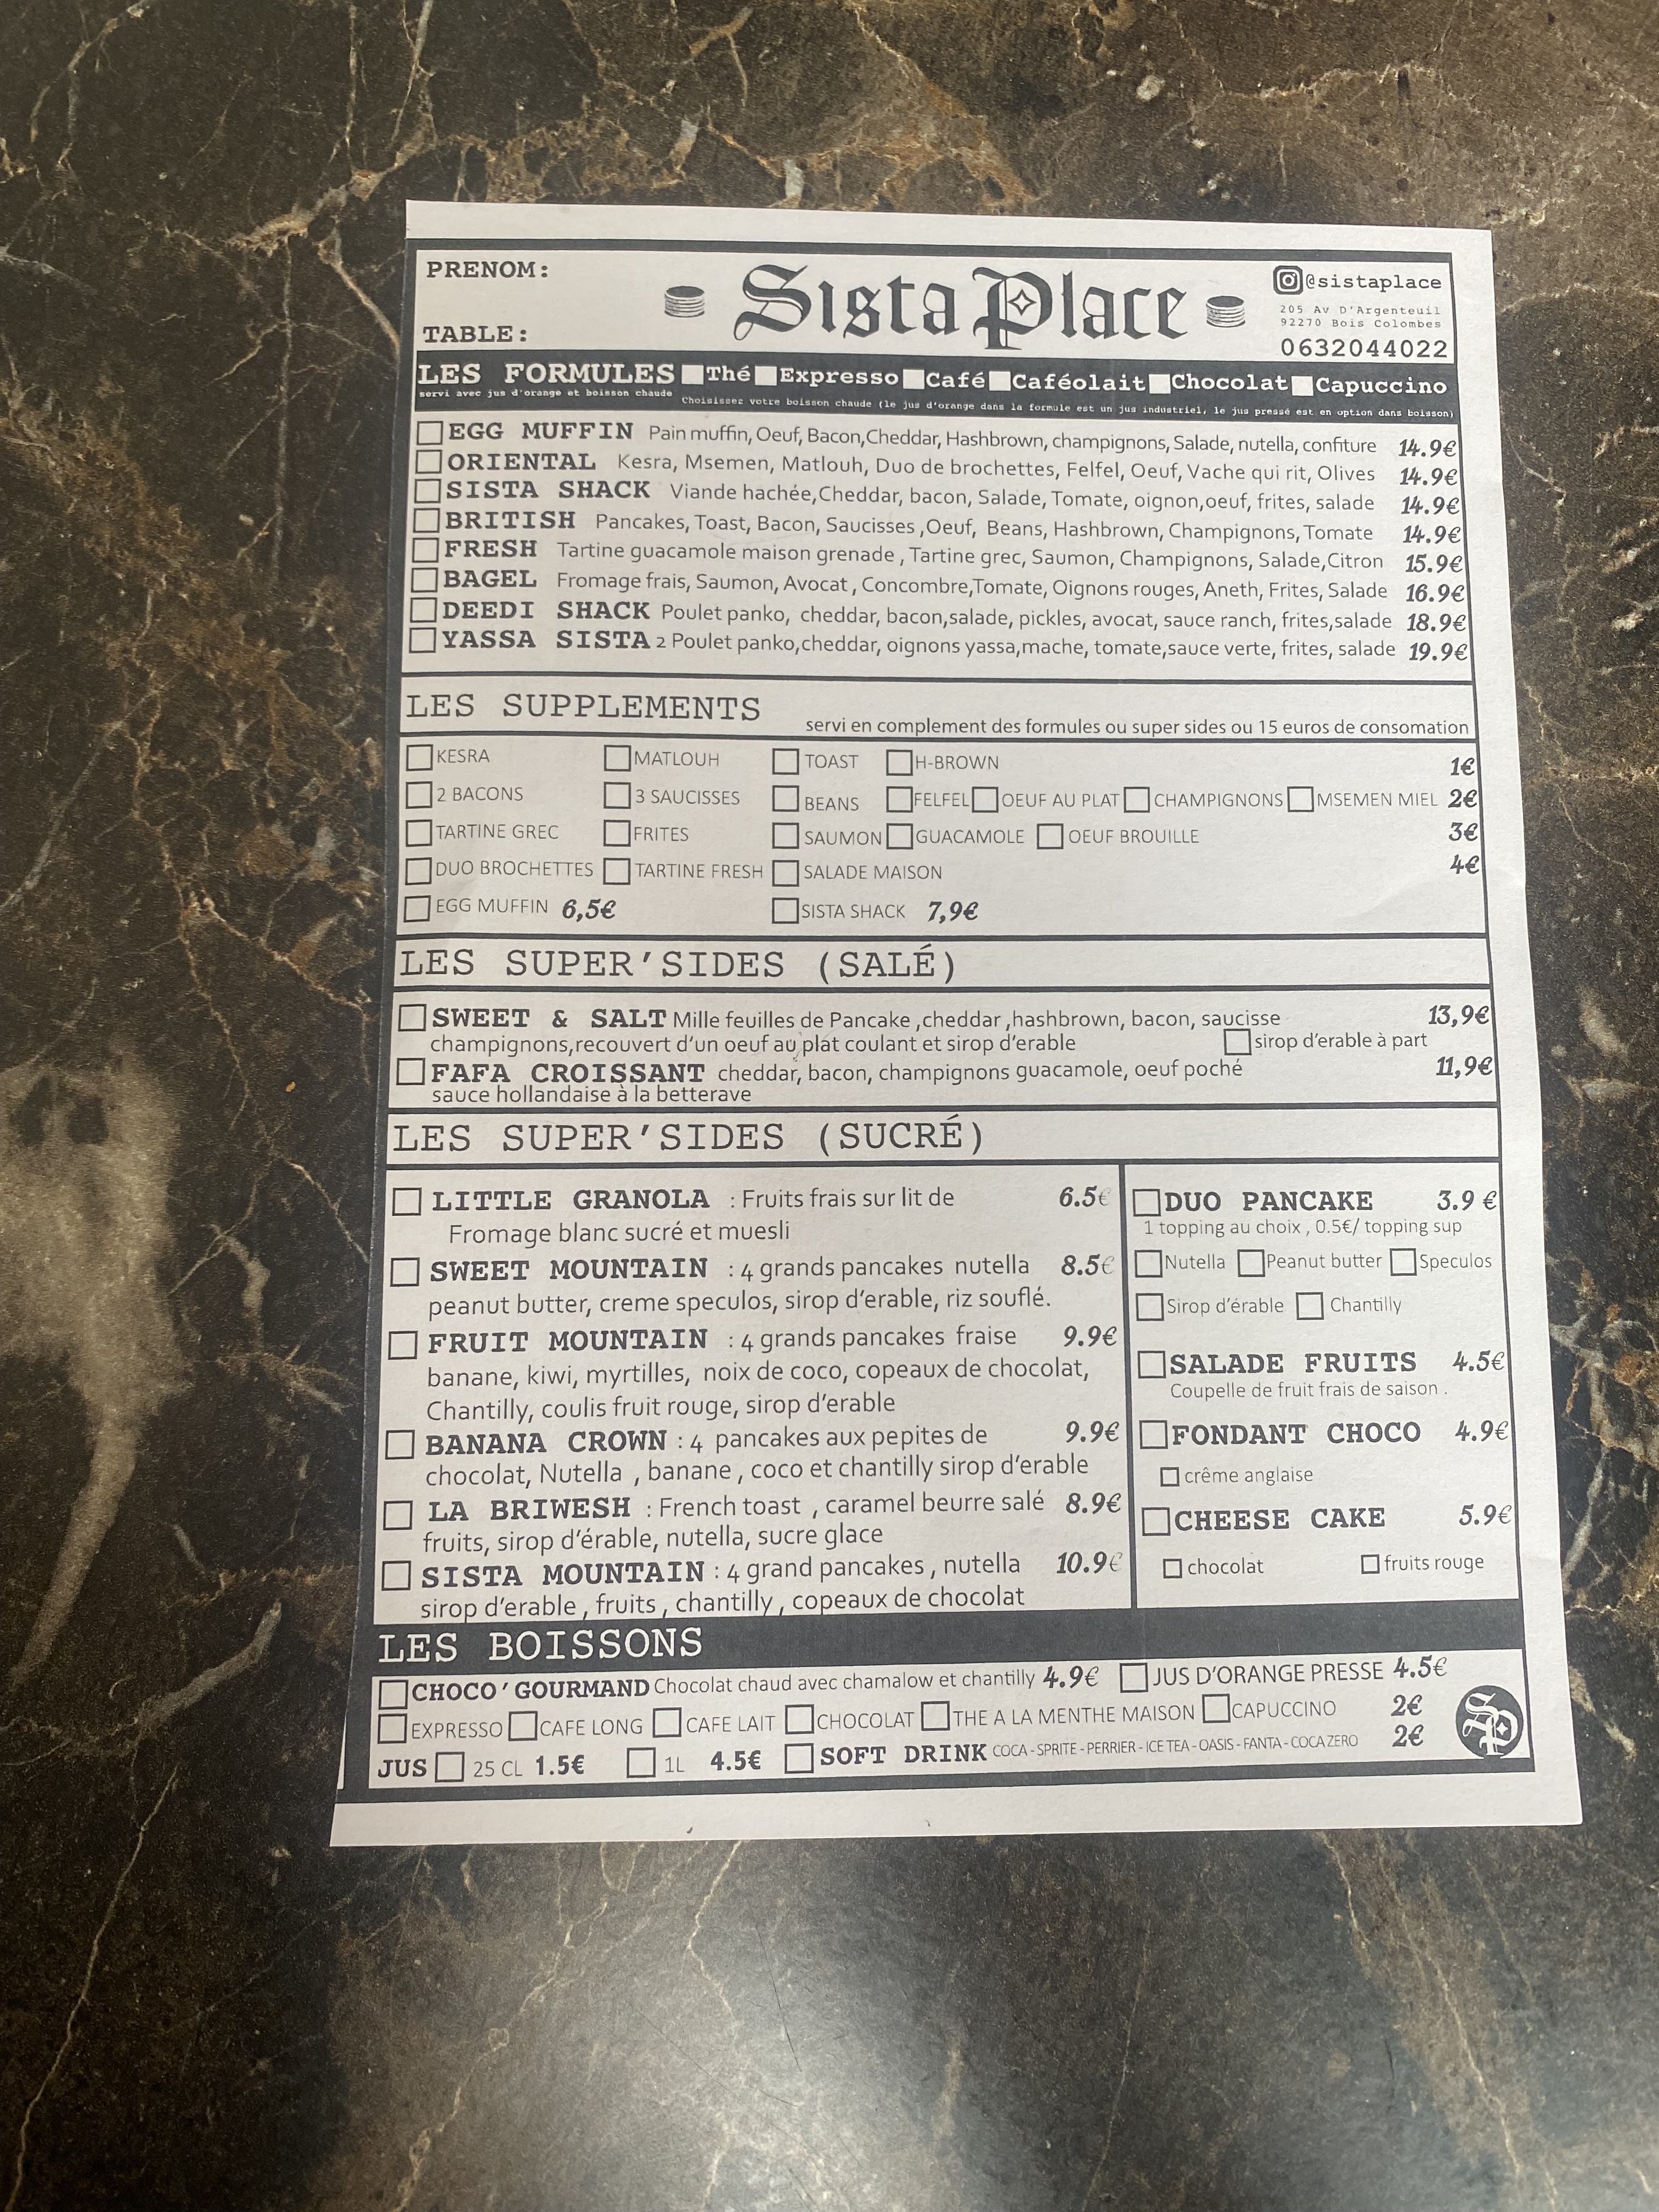 PRENOM:
TABLE:
Sista Place
@sistaplace
205 Av D'Argenteuil
92270 Bois Colombes
0632044022
LES FORMULES Thé Expresso Café Caféolait Chocolat Capuccino
servi avec jus d'orange et boisson chaude Choisissez votre boisson chaude (le jus d'orange dans la formule est un jus industriel, le jus pressé est en option dans boisson)
EGG MUFFIN Pain muffin, Oeuf, Bacon,Cheddar, Hashbrown, champignons, Salade, nutella, confiture 14.9€
ORIENTAL Kesra, Msemen, Matlouh, Duo de brochettes, Felfel, Oeuf, Vache qui rit, Olives 14.9€
SISTA SHACK Viande hachée,Cheddar, bacon, Salade, Tomate, oignon,oeuf, frites, salade 14.9€
BRITISH Pancakes, Toast, Bacon, Saucisses ,Oeuf, Beans, Hashbrown, Champignons, Tomate 14.9€
FRESH Tartine guacamole maison grenade , Tartine grec, Saumon, Champignons, Salade,Citron 15.9€
BAGEL Fromage frais, Saumon, Avocat , Concombre,Tomate, Oignons rouges, Aneth, Frites, Salade 16.9€
DEEDI SHACK Poulet panko, cheddar, bacon,salade, pickles, avocat, sauce ranch, frites,salade 18.9€
YASSA SISTA 2 Poulet panko,cheddar, oignons yassa,mache, tomate,sauce verte, frites, salade 19.9€
LES SUPPLEMENTS servi en complement des formules ou super sides ou 15 euros de consomation
KESRA MATLOUH TOAST H-BROWN 1€
2 BACONS 3 SAUCISSES BEANS FELFEL OEUF AU PLAT CHAMPIGNONS MSEMEN MIEL 2€
TARTINE GREC FRITES SAUMON GUACAMOLE OEUF BROUILLE 3€
DUO BROCHETTES TARTINE FRESH SALADE MAISON 4€
EGG MUFFIN 6,5€ SISTA SHACK 7,9€
LES SUPER'SIDES (SALÉ)
SWEET & SALT Mille feuilles de Pancake ,cheddar ,hashbrown, bacon, saucisse 13,9€
champignons,recouvert d'un oeuf au plat coulant et sirop d'erable sirop d'erable à part
FAFA CROISSANT cheddar, bacon, champignons guacamole, oeuf poché 11,9€
sauce hollandaise à la betterave
LES SUPER'SIDES (SUCRÉ)
LITTLE GRANOLA : Fruits frais sur lit de 6.5€
Fromage blanc sucré et muesli
SWEET MOUNTAIN : 4 grands pancakes nutella 8.5€
peanut butter, creme speculos, sirop d'erable, riz souflé.
FRUIT MOUNTAIN : 4 grands pancakes fraise 9.9€
banane, kiwi, myrtilles, noix de coco, copeaux de chocolat,
Chantilly, coulis fruit rouge, sirop d'erable
BANANA CROWN : 4 pancakes aux pepites de 9.9€
chocolat, Nutella , banane , coco et chantilly sirop d'erable
LA BRIWESH : French toast , caramel beurre salé 8.9€
fruits, sirop d'érable, nutella, sucre glace
SISTA MOUNTAIN : 4 grand pancakes , nutella 10.9€
sirop d'erable , fruits , chantilly , copeaux de chocolat
DUO PANCAKE 3.9 €
1 topping au choix , 0.5€/ topping sup
Nutella Peanut butter Speculos
Sirop d'érable Chantilly
SALADE FRUITS 4.5€
Coupelle de fruit frais de saison .
FONDANT CHOCO 4.9€
crême anglaise
CHEESE CAKE 5.9€
chocolat fruits rouge
LES BOISSONS
CHOCO'GOURMAND Chocolat chaud avec chamalow et chantilly 4.9€ JUS D'ORANGE PRESSE 4.5€
EXPRESSO CAFE LONG CAFE LAIT CHOCOLAT THE A LA MENTHE MAISON CAPUCCINO 2€
JUS 25 CL 1.5€ 1L 4.5€ SOFT DRINK COCA - SPRITE - PERRIER - ICE TEA - OASIS - FANTA - COCA ZERO 2€
SP